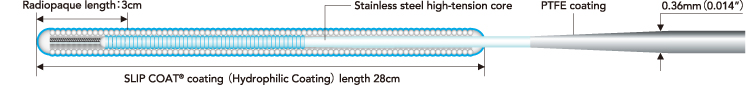 Radiopaque length：3cm
Stainless steel high-tension core
PTFE coating
0.36mm（0.014”）
SLIP COAT® coating（Hydrophilic Coating）length 28cm